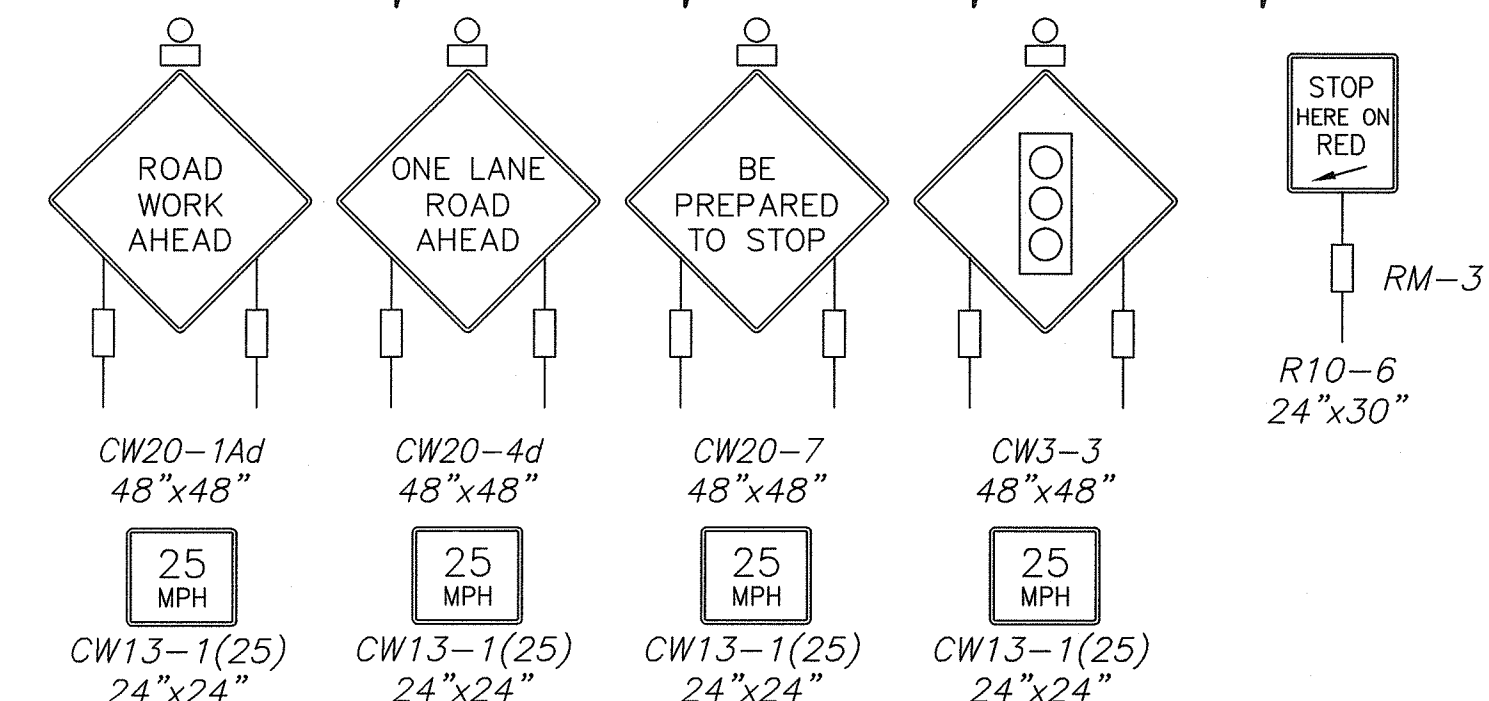 ROAD
WORK
AHEAD
CW20-1Ad
48"x48"
25
MPH
CW13-1(25)
24"x24"
ONE LANE
ROAD
AHEAD
CW20-4d
48"x48"
25
MPH
CW13-1(25)
24"x24"
BE
PREPARED
TO STOP
CW20-7
48"x48"
25
MPH
CW13-1(25)
24"x24"
CW3-3
48"x48"
25
MPH
CW13-1(25)
24"x24"
STOP
HERE ON
RED
RM-3
R10-6
24"x30"